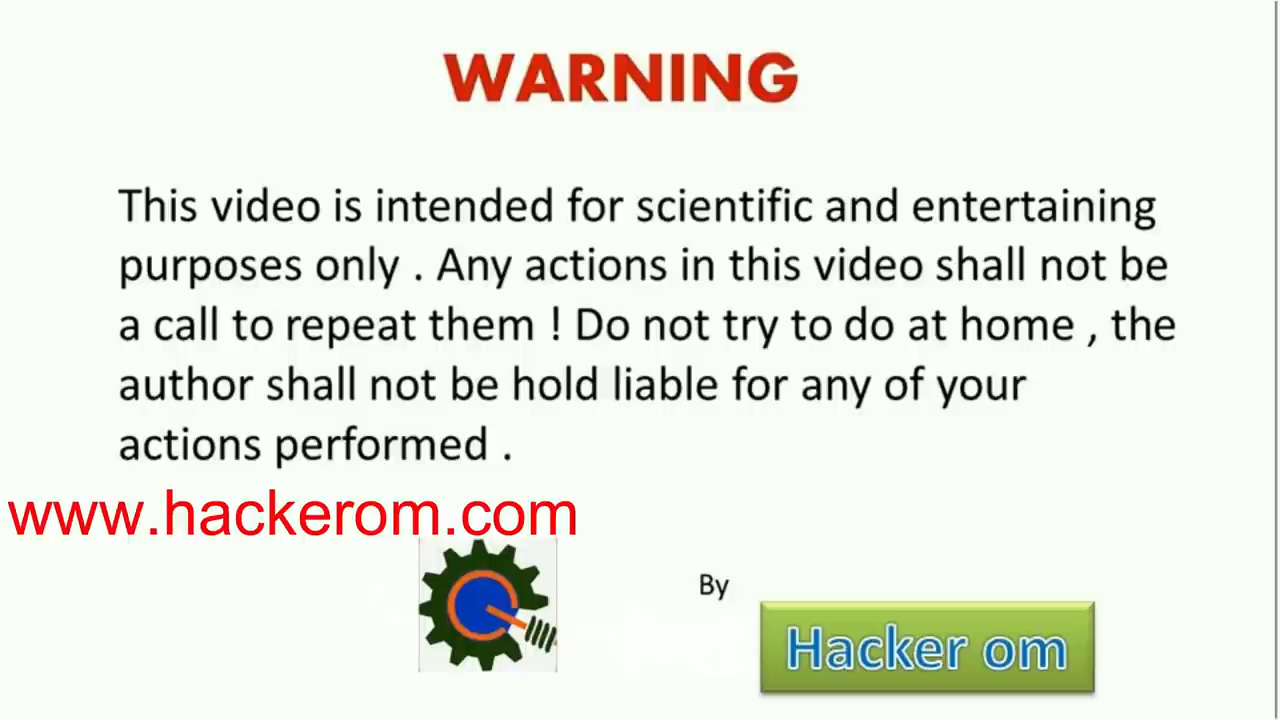 WARNING
This video is intended for scientific and entertaining
purposes only . Any actions in this video shall not be
a call to repeat them ! Do not try to do at home , the
author shall not be hold liable for any of your
actions performed .
www.hackerom.com
By
Hacker om